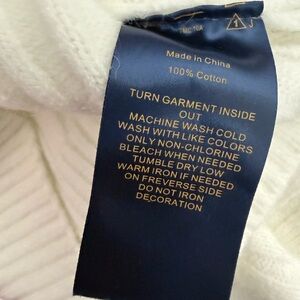 Made in China
100% Cotton
TURN GARMENT INSIDE
OUT
MACHINE WASH COLD
WASH WITH LIKE COLORS
ONLY NON-CHLORINE
BLEACH WHEN NEEDED
TUMBLE DRY LOW
WARM IRON IF NEEDED
ON FREVERSE SIDE
DO NOT IRON
DECORATION